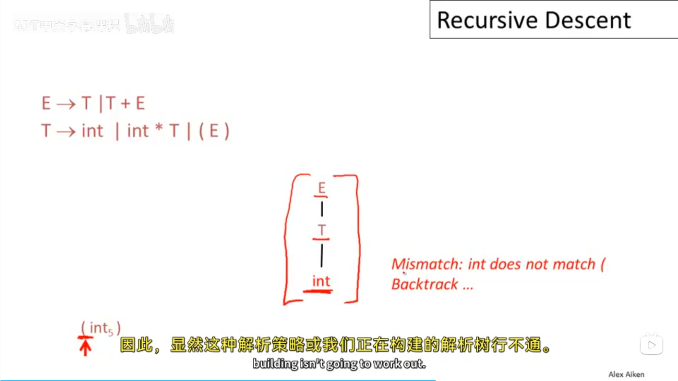 Recursive Descent
E → T | T + E
T → int | int * T | ( E )
E
T
int
Mismatch: int does not match (
Backtrack ...
( int₅ )
因此，显然这种解析策略或我们正在构建的解析树行不通。
building isn't going to work out.
Alex Aiken